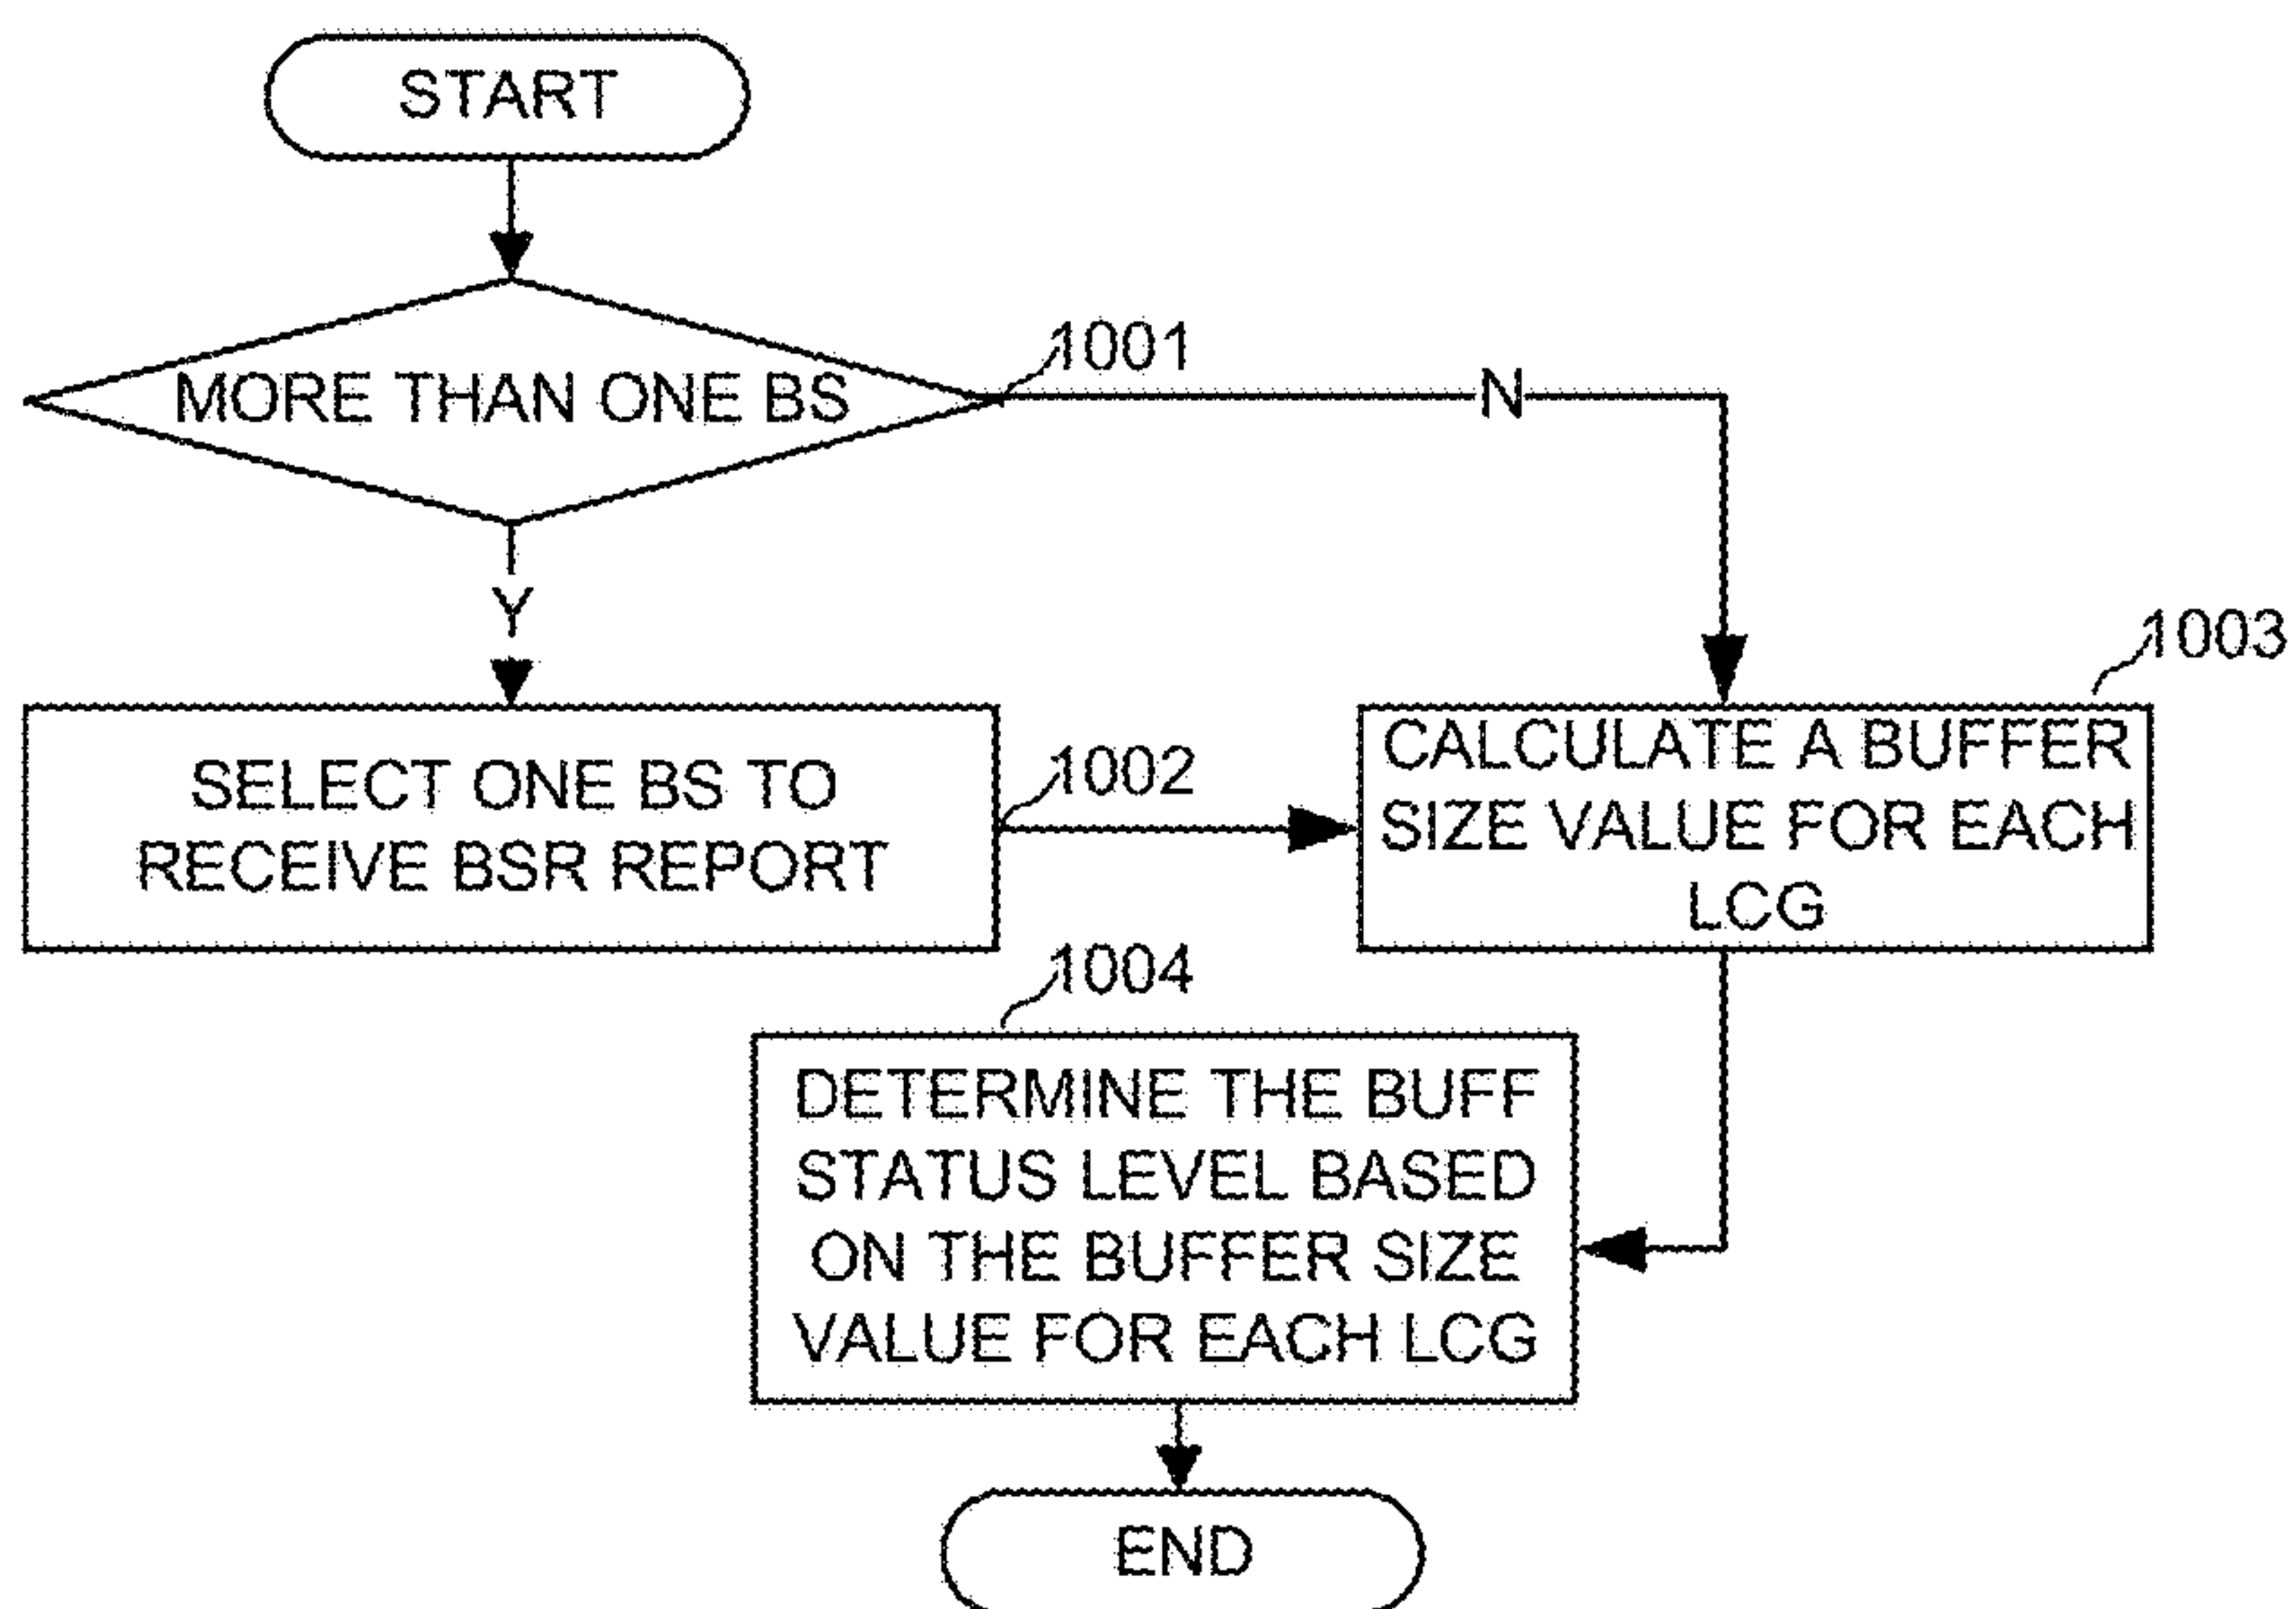 START
MORE THAN ONE BS
1001
N
Y
SELECT ONE BS TO
RECEIVE BSR REPORT
1002
1003
CALCULATE A BUFFER
SIZE VALUE FOR EACH
LCG
1004
DETERMINE THE BUFF
STATUS LEVEL BASED
ON THE BUFFER SIZE
VALUE FOR EACH LCG
END